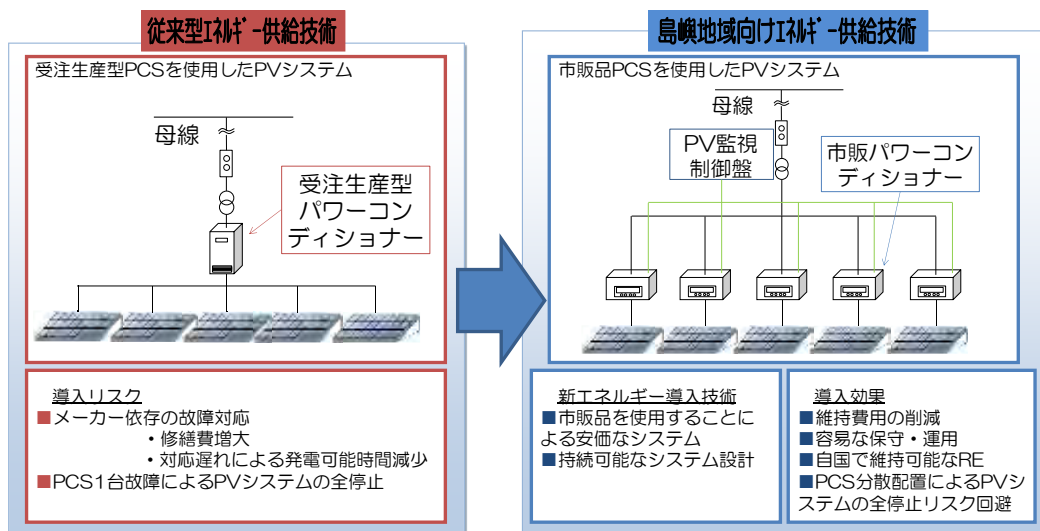 従来型ｴﾈﾙｷﾞｰ供給技術
受注生産型PCSを使用したPVシステム
母線
受注生産型
パワーコン
ディショナー
導入リスク
■メーカー依存の故障対応
・修繕費増大
・対応遅れによる発電可能時間減少
■PCS1台故障によるPVシステムの全停止
島嶼地域向けｴﾈﾙｷﾞｰ供給技術
市販品PCSを使用したPVシステム
母線
PV監視
制御盤
市販パワーコン
ディショナー
新エネルギー導入技術
■市販品を使用することに
よる安価なシステム
■持続可能なシステム設計
導入効果
■維持費用の削減
■容易な保守・運用
■自国で維持可能なRE
■PCS分散配置によるPVシ
ステムの全停止リスク回避